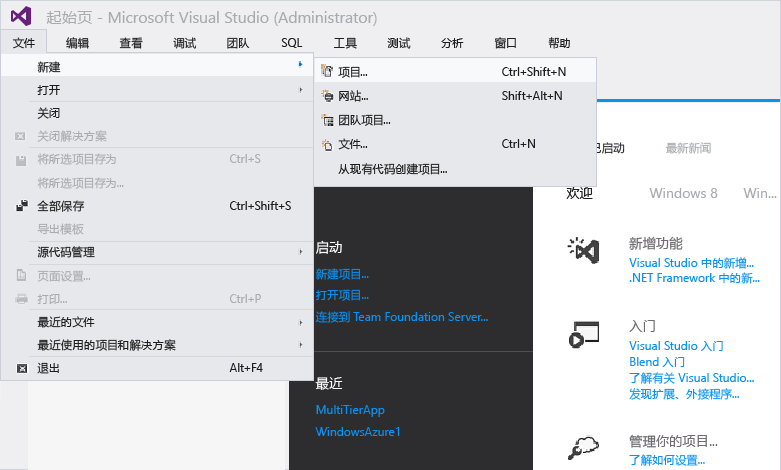 起始页 - Microsoft Visual Studio (Administrator)
文件 编辑 查看 调试 团队 SQL 工具 测试 分析 窗口 帮助
新建
打开
关闭
关闭解决方案
将所选项目存为 Ctrl+S
将所选项目存为...
全部保存 Ctrl+Shift+S
导出模板
源代码管理
页面设置...
打印... Ctrl+P
最近的文件
最近使用的项目和解决方案
退出 Alt+F4
项目... Ctrl+Shift+N
网站... Shift+Alt+N
团队项目...
文件... Ctrl+N
从现有代码创建项目...
启动
新建项目...
打开项目...
连接到 Team Foundation Server...
最近
MultiTierApp
WindowsAzure1
已启动 最新新闻
欢迎 Windows 8 Win...
新增功能
Visual Studio 中的新增...
.NET Framework 中的新...
入门
Visual Studio 入门
Blend 入门
了解有关 Visual Studio...
发现扩展、外接程序...
管理你的项目...
了解如何设置...